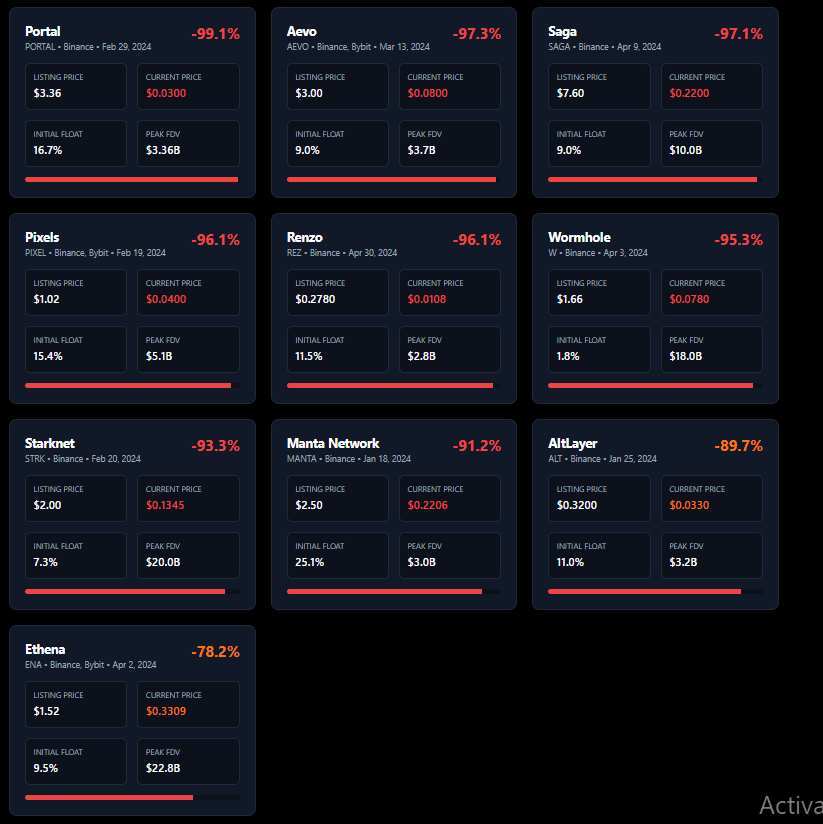 Portal
-99.1%
PORTAL • Binance • Feb 29, 2024
LISTING PRICE
$3.36
CURRENT PRICE
$0.0300
INITIAL FLOAT
16.7%
PEAK FDV
$3.36B
Aevo
-97.3%
AEVO • Binance, Bybit • Mar 13, 2024
LISTING PRICE
$3.00
CURRENT PRICE
$0.0800
INITIAL FLOAT
9.0%
PEAK FDV
$3.7B
Saga
-97.1%
SAGA • Binance • Apr 9, 2024
LISTING PRICE
$7.60
CURRENT PRICE
$0.2200
INITIAL FLOAT
9.0%
PEAK FDV
$10.0B
Pixels
-96.1%
PIXEL • Binance, Bybit • Feb 19, 2024
LISTING PRICE
$1.02
CURRENT PRICE
$0.0400
INITIAL FLOAT
15.4%
PEAK FDV
$5.1B
Renzo
-96.1%
REZ • Binance • Apr 30, 2024
LISTING PRICE
$0.2780
CURRENT PRICE
$0.0108
INITIAL FLOAT
11.5%
PEAK FDV
$2.8B
Wormhole
-95.3%
W • Binance • Apr 3, 2024
LISTING PRICE
$1.66
CURRENT PRICE
$0.0780
INITIAL FLOAT
1.8%
PEAK FDV
$18.0B
Starknet
-93.3%
STRK • Binance • Feb 20, 2024
LISTING PRICE
$2.00
CURRENT PRICE
$0.1345
INITIAL FLOAT
7.3%
PEAK FDV
$20.0B
Manta Network
-91.2%
MANTA • Binance • Jan 18, 2024
LISTING PRICE
$2.50
CURRENT PRICE
$0.2206
INITIAL FLOAT
25.1%
PEAK FDV
$3.0B
AltLayer
-89.7%
ALT • Binance • Jan 25, 2024
LISTING PRICE
$0.3200
CURRENT PRICE
$0.0330
INITIAL FLOAT
11.0%
PEAK FDV
$3.2B
Ethena
-78.2%
ENA • Binance, Bybit • Apr 2, 2024
LISTING PRICE
$1.52
CURRENT PRICE
$0.3309
INITIAL FLOAT
9.5%
PEAK FDV
$22.8B
Activa